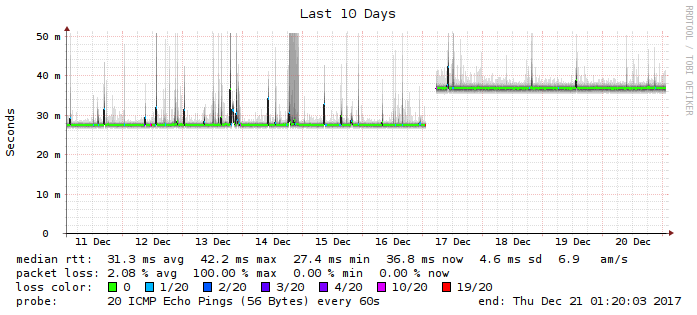 Last 10 Days
RRDTOOL / TOBI OETIKER
Seconds
50 m
40 m
30 m
20 m
10 m
0
11 Dec 12 Dec 13 Dec 14 Dec 15 Dec 16 Dec 17 Dec 18 Dec 19 Dec 20 Dec
median rtt: 31.3 ms avg 42.2 ms max 27.4 ms min 36.8 ms now 4.6 ms sd 6.9 am/s
packet loss: 2.08 % avg 100.00 % max 0.00 % min 0.00 % now
loss color: 0 1/20 2/20 3/20 4/20 10/20 19/20
probe: 20 ICMP Echo Pings (56 Bytes) every 60s end: Thu Dec 21 01:20:03 2017